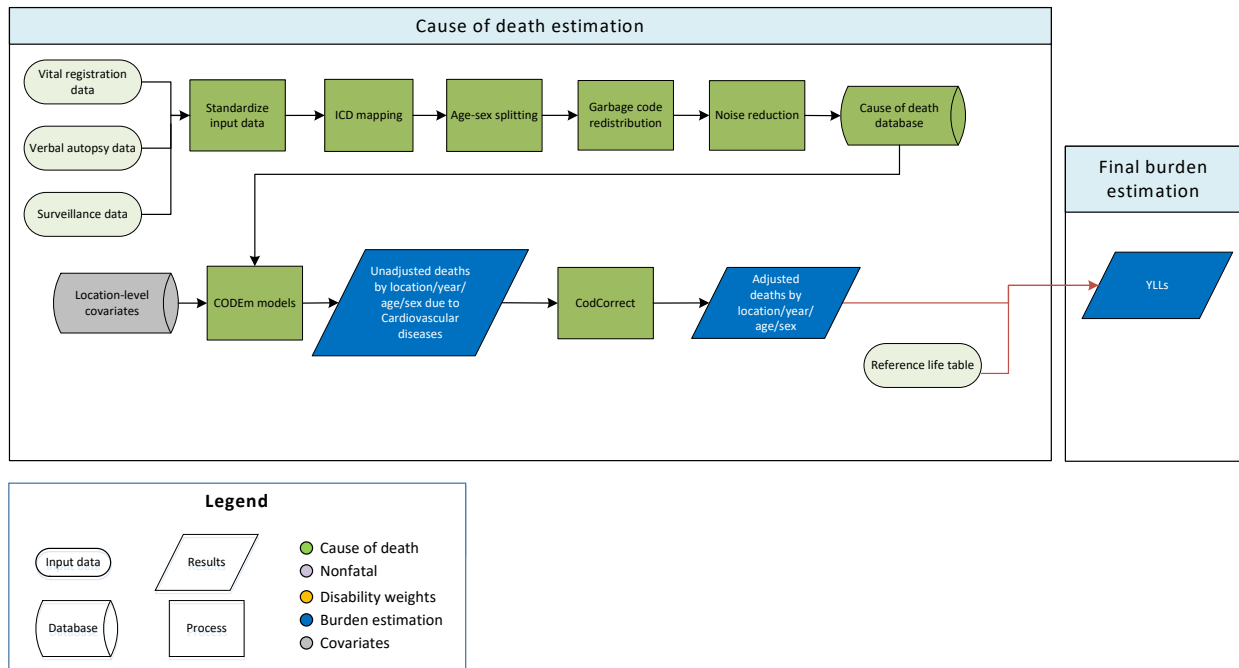 Cause of death estimation
Vital registration
data
Verbal autopsy data
Surveillance data
Standardize
input data
ICD mapping
Age-sex splitting
Garbage code
redistribution
Noise reduction
Cause of death
database
Location-level
covariates
CODEm models
Unadjusted deaths
by location/year/
age/sex due to
Cardiovascular
diseases
CodCorrect
Adjusted
deaths by
location/year/
age/sex
Reference life table
Final burden
estimation
YLLs
Legend
Input data
Results
Database
Process
Cause of death
Nonfatal
Disability weights
Burden estimation
Covariates